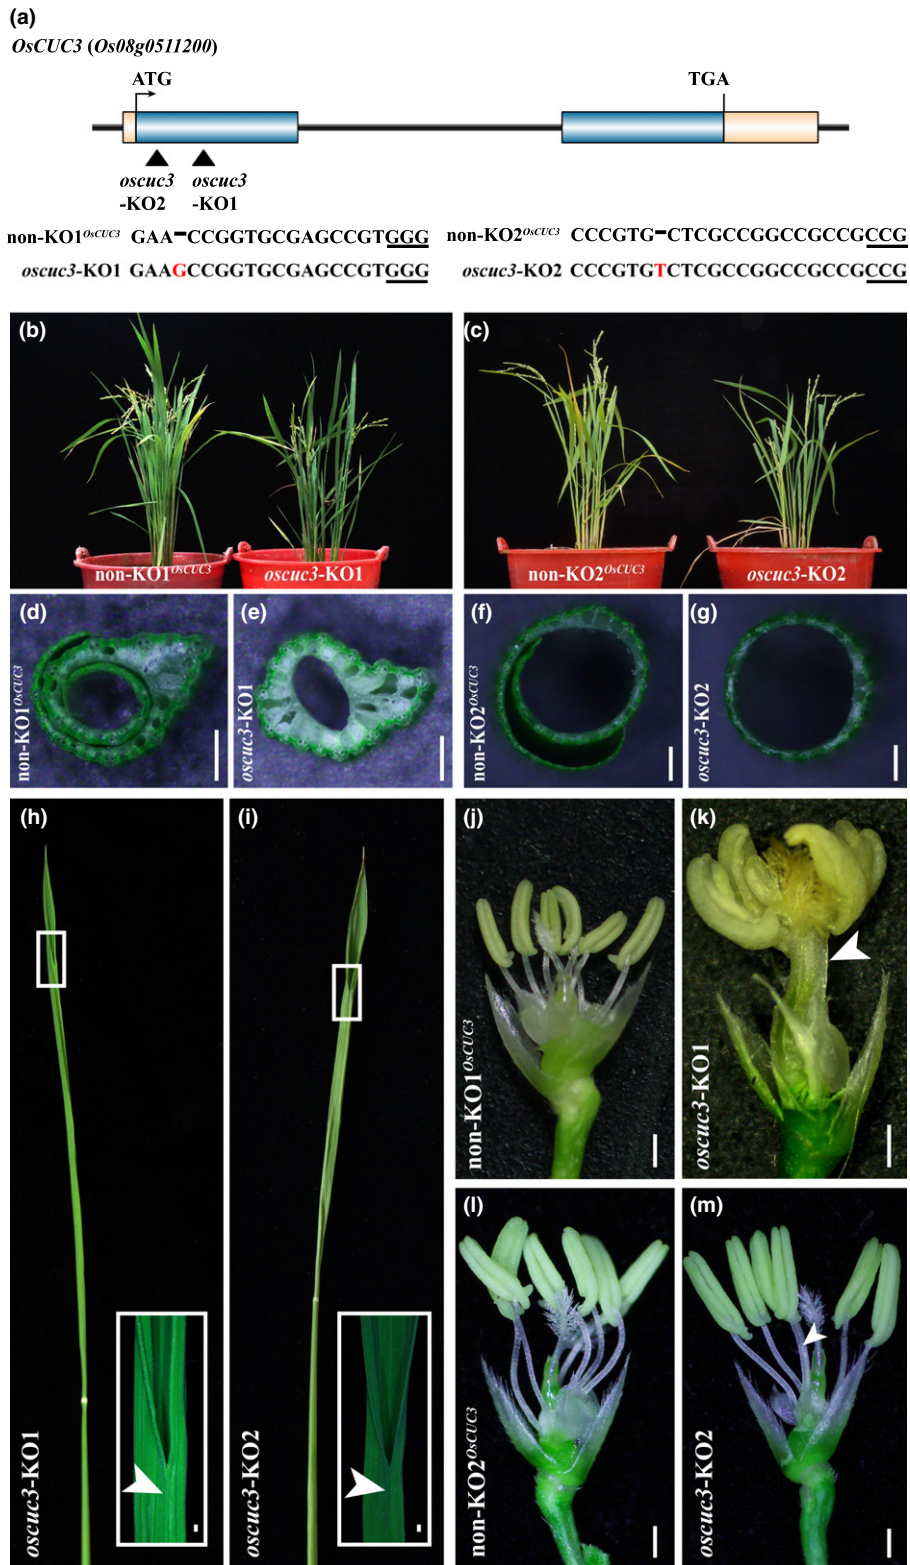 (a)
OsCUC3 (Os08g0511200)
ATG TGA
oscuc3 -KO2
oscuc3 -KO1
non-KO1OsCUC3 GAA-CCGGTGCGAGCCGTGGG
oscuc3-KO1 GAAGCCGGTGCGAGCCGTGGG
non-KO2OsCUC3 CCCGTG-CTCGCCGGCCGCCGCCG
oscuc3-KO2 CCCGTGTCTCGCCGGCCGCCGCCG
(b)
non-KO1OsCUC3
oscuc3-KO1
(c)
non-KO2OsCUC3
oscuc3-KO2
(d)
non-KO1OsCUC3
(e)
oscuc3-KO1
(f)
non-KO2OsCUC3
(g)
oscuc3-KO2
(h)
oscuc3-KO1
(i)
oscuc3-KO2
(j)
non-KO1OsCUC3
(k)
oscuc3-KO1
(l)
non-KO2OsCUC3
(m)
oscuc3-KO2